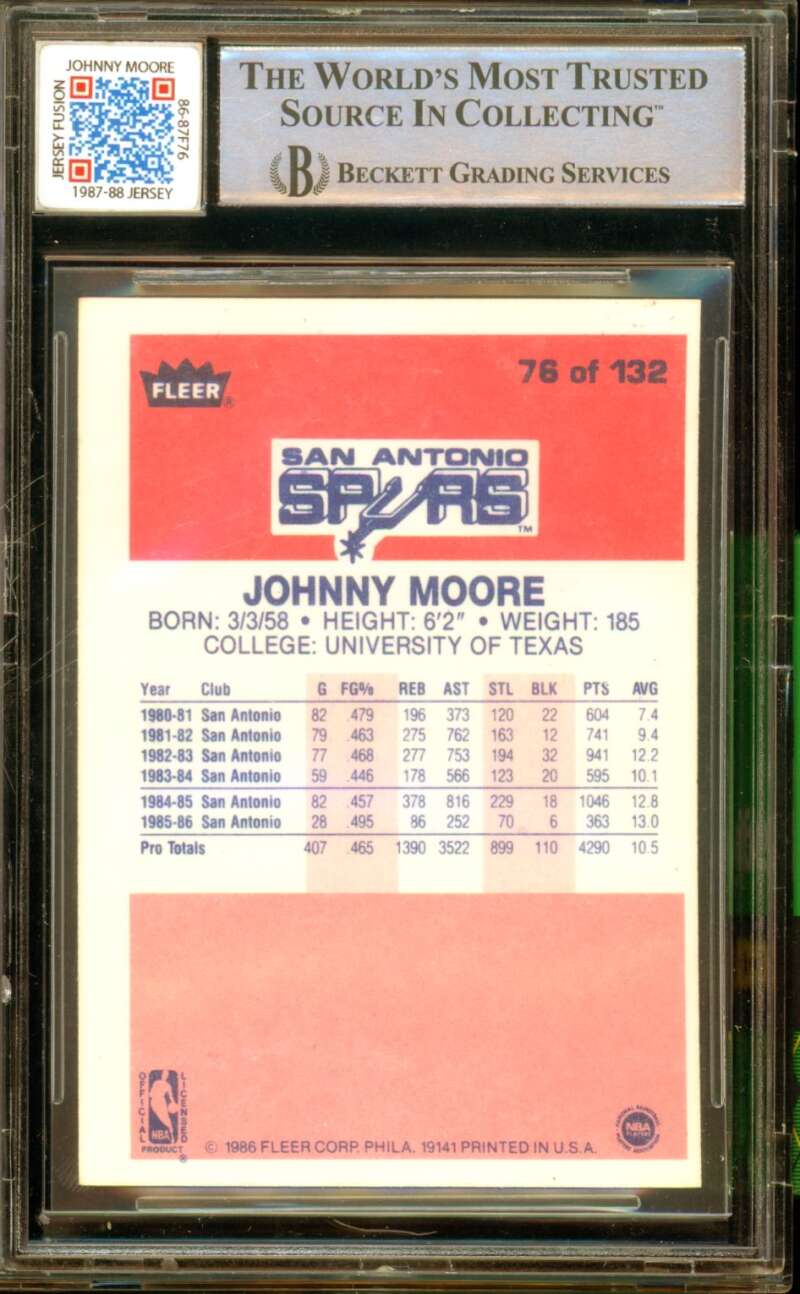 JOHNNY MOORE
JERSEY FUSION
86-87F76
1987-88 JERSEY
THE WORLD'S MOST TRUSTED
SOURCE IN COLLECTING™
B BECKETT GRADING SERVICES
FLEER®
76 of 132
SAN ANTONIO
SPURS™
JOHNNY MOORE
BORN: 3/3/58 • HEIGHT: 6'2" • WEIGHT: 185
COLLEGE: UNIVERSITY OF TEXAS
Year Club G FG% REB AST STL BLK PTS AVG
1980-81 San Antonio 82 .479 196 373 120 22 604 7.4
1981-82 San Antonio 79 .463 275 762 163 12 741 9.4
1982-83 San Antonio 77 .468 277 753 194 32 941 12.2
1983-84 San Antonio 59 .446 178 566 123 20 595 10.1
1984-85 San Antonio 82 .457 378 816 229 18 1046 12.8
1985-86 San Antonio 28 .495 86 252 70 6 363 13.0
Pro Totals 407 .465 1390 3522 899 110 4290 10.5
OFFICIAL
LICENSED
NBA
PRODUCT®
© 1986 FLEER CORP. PHILA. 19141 PRINTED IN U.S.A.
NATIONAL BASKETBALL
NBA
PLAYERS
ASSOCIATION